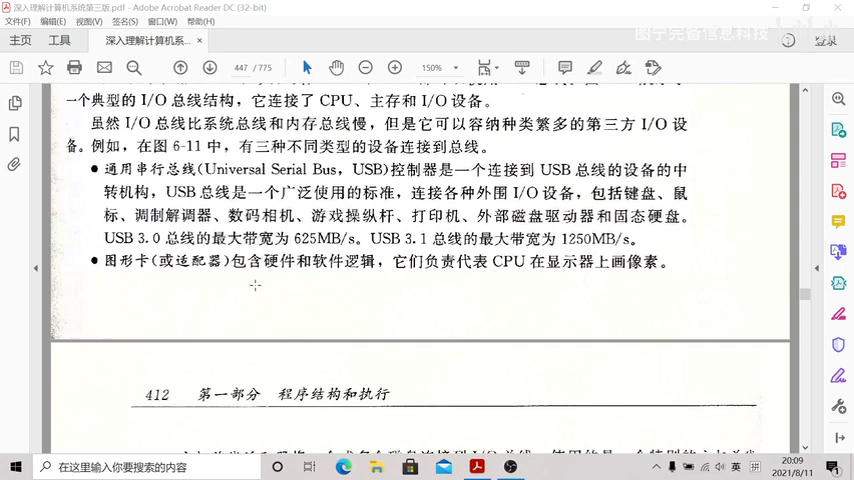 深入理解计算机系统第三版.pdf - Adobe Acrobat Reader DC (32-bit)
文件(F) 编辑(E) 视图(V) 签名(S) 窗口(W) 帮助(H)
图宁完备信息科技
主页 工具 深入理解计算机系... × 登录
447 / 775 150%
一个典型的 I/O 总线结构，它连接了 CPU、主存和 I/O 设备。
虽然 I/O 总线比系统总线和内存总线慢，但是它可以容纳种类繁多的第三方 I/O 设
备。例如，在图 6-11 中，有三种不同类型的设备连接到总线。
● 通用串行总线(Universal Serial Bus，USB)控制器是一个连接到 USB 总线的设备的中
转机构，USB 总线是一个广泛使用的标准，连接各种外围 I/O 设备，包括键盘、鼠
标、调制解调器、数码相机、游戏操纵杆、打印机、外部磁盘驱动器和固态硬盘。
USB 3.0 总线的最大带宽为 625MB/s。USB 3.1 总线的最大带宽为 1250MB/s。
● 图形卡(或适配器)包含硬件和软件逻辑，它们负责代表 CPU 在显示器上画像素。
412 第一部分 程序结构和执行
在这里输入你要搜索的内容
英 拼 20:09
2021/8/11